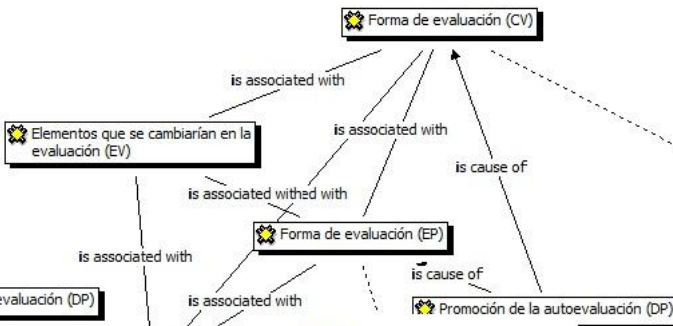 Forma de evaluación (CV)
is associated with
Elementos que se cambiarían en la
evaluación (EV)
is associated with
is cause of
is associated with
ed with
Forma de evaluación (EP)
is associated with
is cause of
evaluación (DP)
is associated with
Promoción de la autoevaluación (DP)